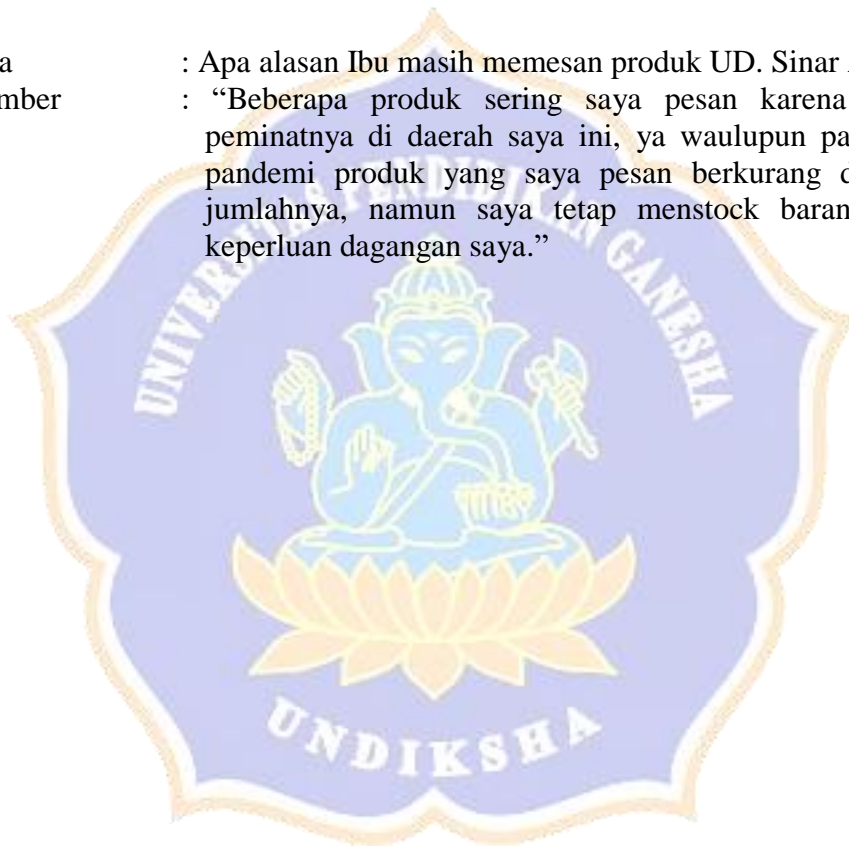 a : Apa alasan Ibu masih memesan produk UD. Sinar
mber : “Beberapa produk sering saya pesan karena
peminatnya di daerah saya ini, ya waulupun pa
pandemi produk yang saya pesan berkurang d
jumlahnya, namun saya tetap menstock baran
keperluan dagangan saya.”
UNIVERSITAS PENDIDIKAN GANESHA
UNDIKSHA